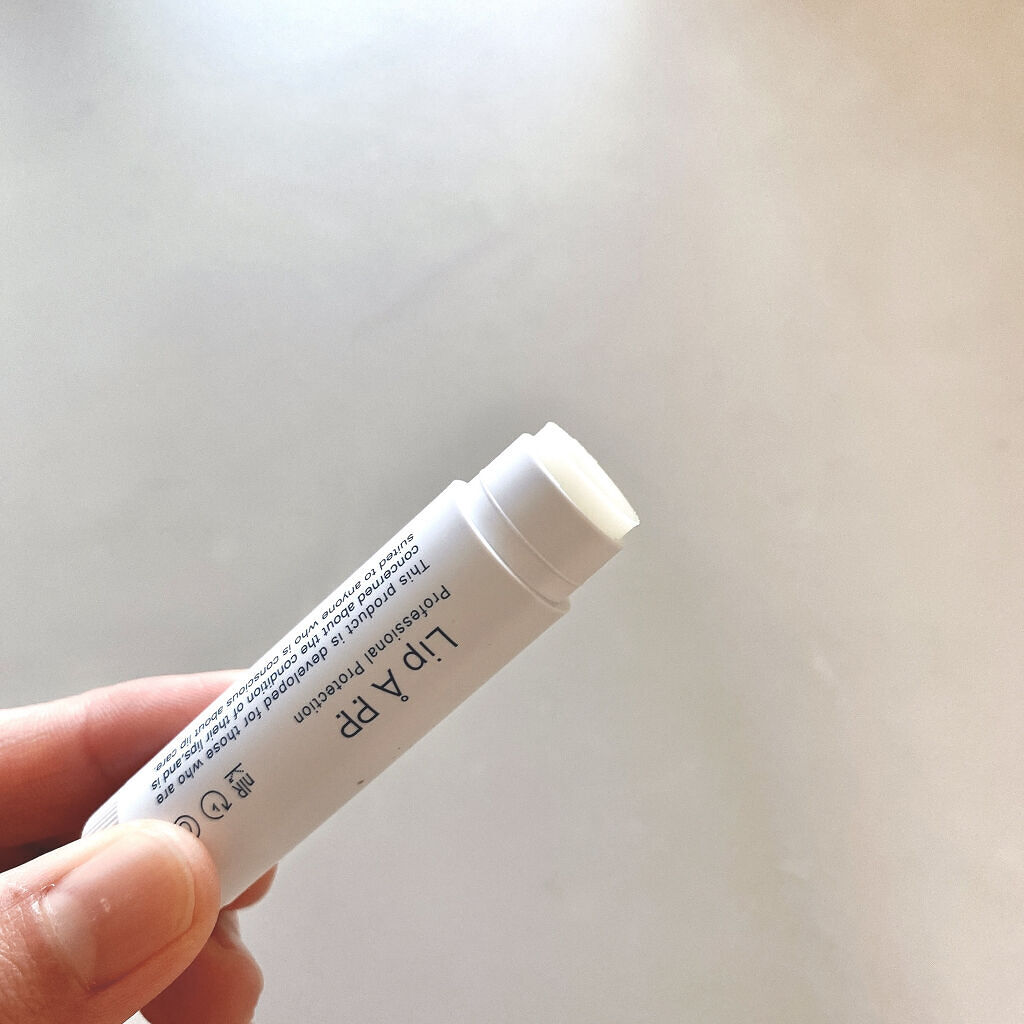 Lip Å P.P.
Professional Protection
This product is developed for those who are
concerned about the condition of their lips,and is
suited to anyone who is conscious about lip care.
nIR